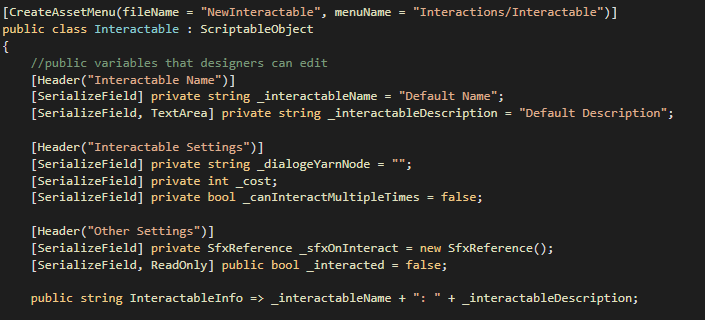 [CreateAssetMenu(fileName = "NewInteractable", menuName = "Interactions/Interactable")]
public class Interactable : ScriptableObject
{
//public variables that designers can edit
[Header("Interactable Name")]
[SerializeField] private string _interactableName = "Default Name";
[SerializeField, TextArea] private string _interactableDescription = "Default Description";
[Header("Interactable Settings")]
[SerializeField] private string _dialogeYarnNode = "";
[SerializeField] private int _cost;
[SerializeField] private bool _canInteractMultipleTimes = false;
[Header("Other Settings")]
[SerializeField] private SfxReference _sfxOnInteract = new SfxReference();
[SerializeField, ReadOnly] public bool _interacted = false;
public string InteractableInfo => _interactableName + ": " + _interactableDescription;